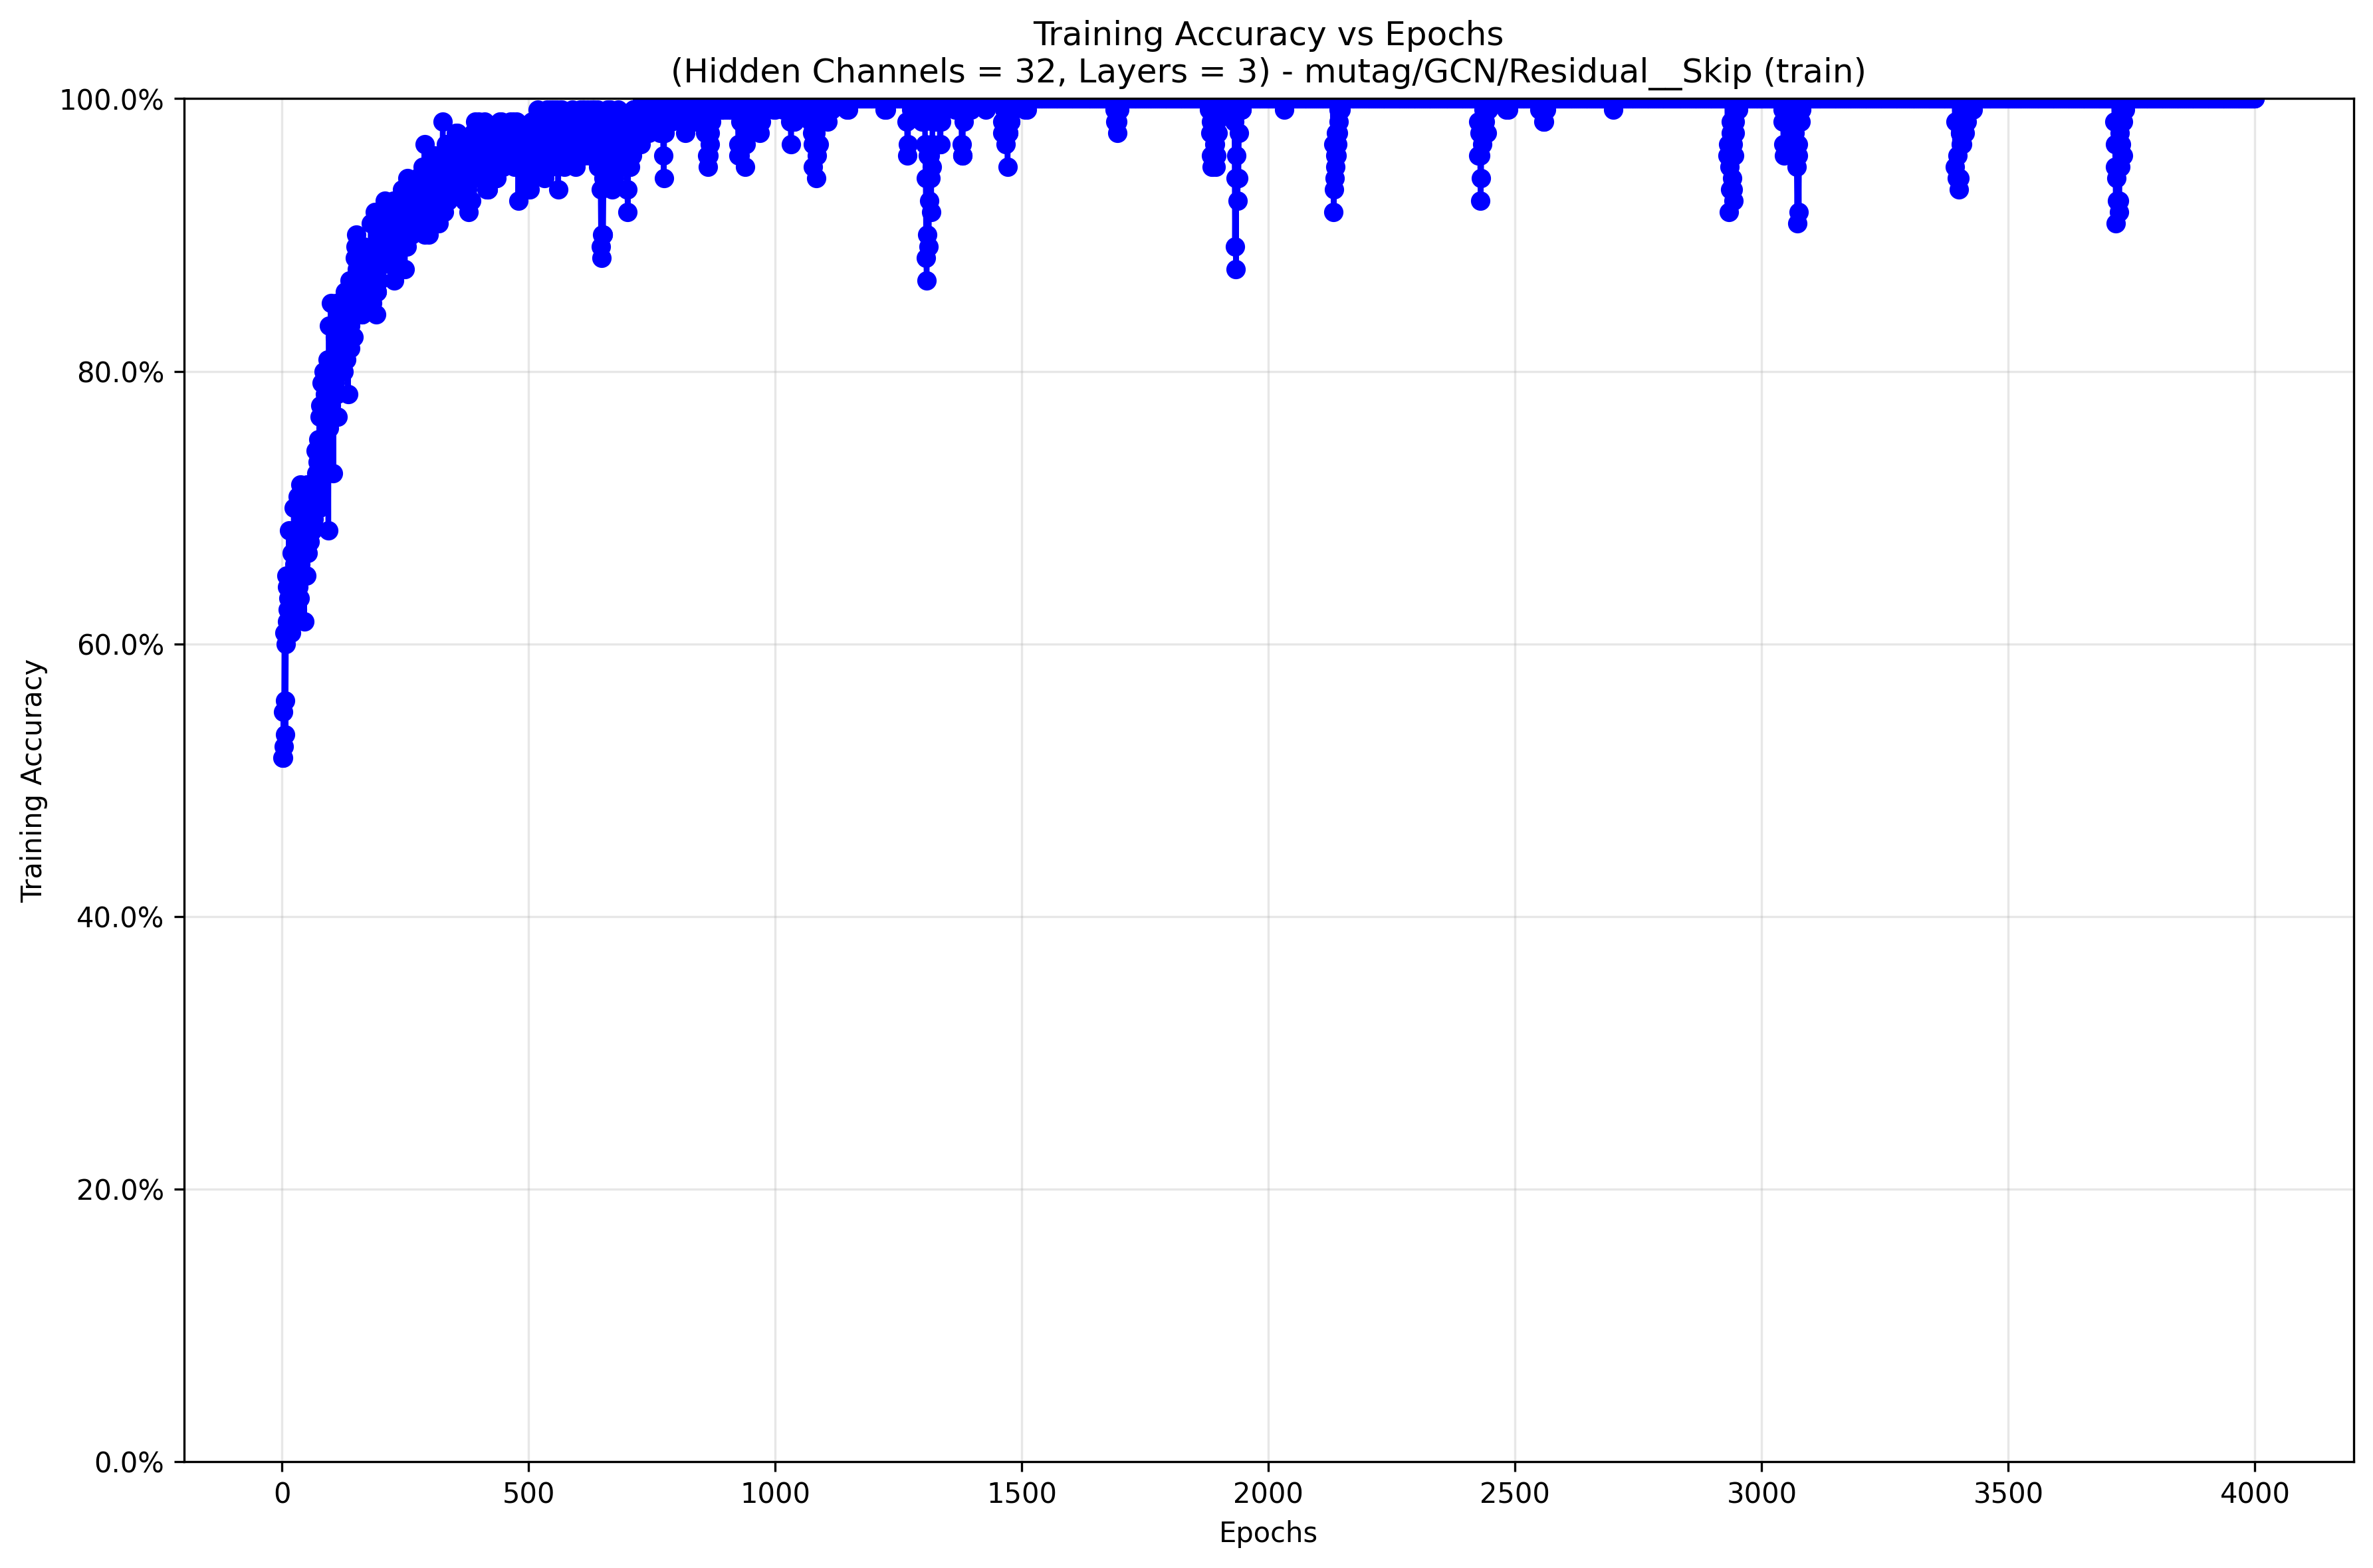 Training Accuracy vs Epochs
(Hidden Channels = 32, Layers = 3) - mutag/GCN/Residual__Skip (train)
100.0%
80.0%
60.0%
40.0%
20.0%
0.0%
Training Accuracy
0 500 1000 1500 2000 2500 3000 3500 4000
Epochs